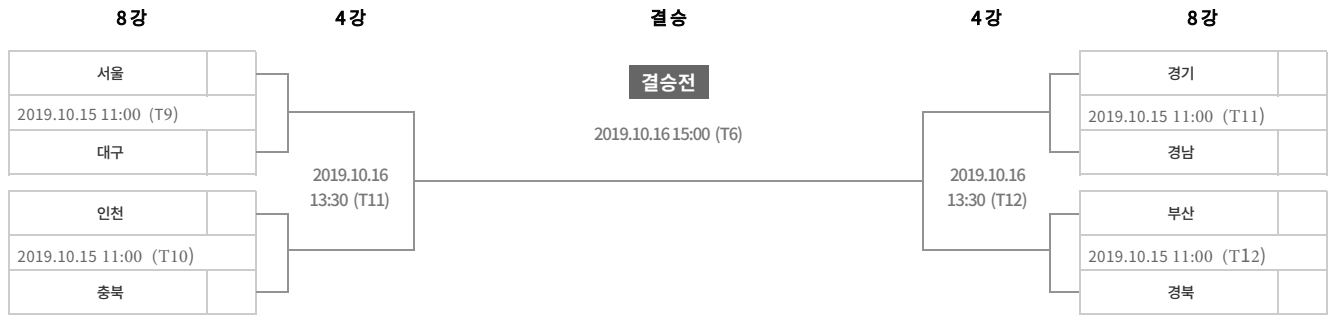 8강
4강
결승
4강
8강
서울
2019.10.15 11:00 (T9)
대구
인천
2019.10.15 11:00 (T10)
충북
2019.10.16
13:30 (T11)
결승전
2019.10.16 15:00 (T6)
2019.10.16
13:30 (T12)
경기
2019.10.15 11:00 (T11)
경남
부산
2019.10.15 11:00 (T12)
경북